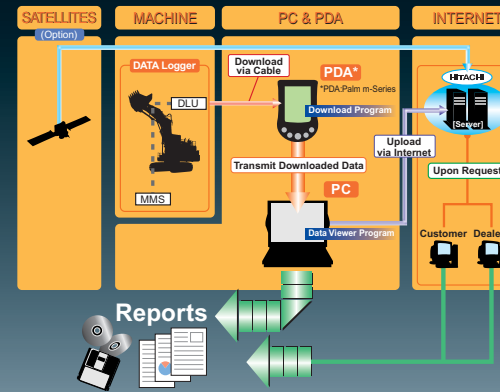 SATELLITES
(Option)
MACHINE
PC & PDA
INTERNET
DATA Logger
DLU
MMS
Download
via Cable
PDA*
*PDA:Palm m-Series
Download Program
Transmit Downloaded Data
PC
Data Viewer Program
Upload
via Internet
HITACHI
[Server]
Upon Request
Customer
Deale
Reports